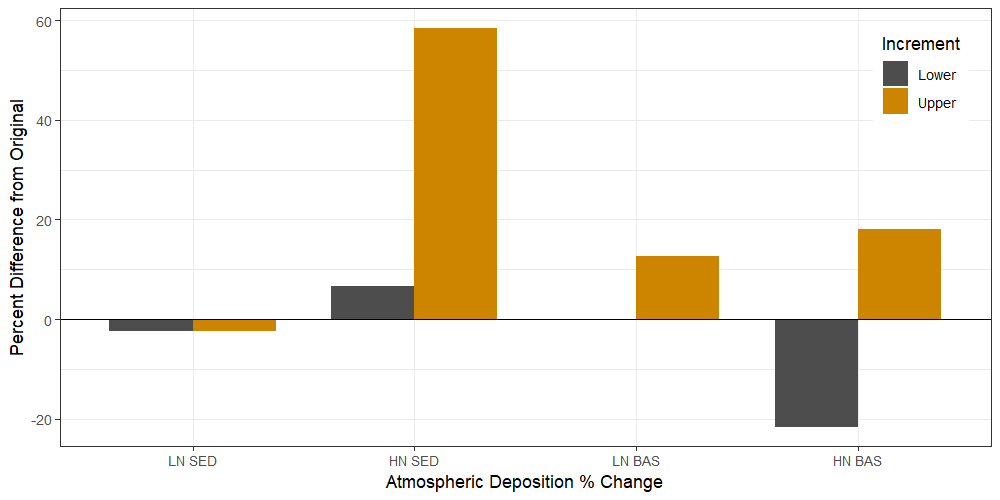 Percent Difference from Original
60
40
20
0
-20
Increment
Lower
Upper
LN SED
HN SED
LN BAS
HN BAS
Atmospheric Deposition % Change